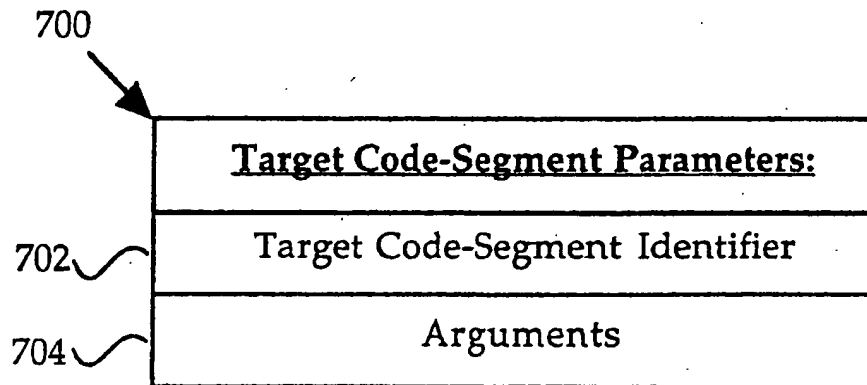 700
Target Code-Segment Parameters:
702 Target Code-Segment Identifier
704 Arguments